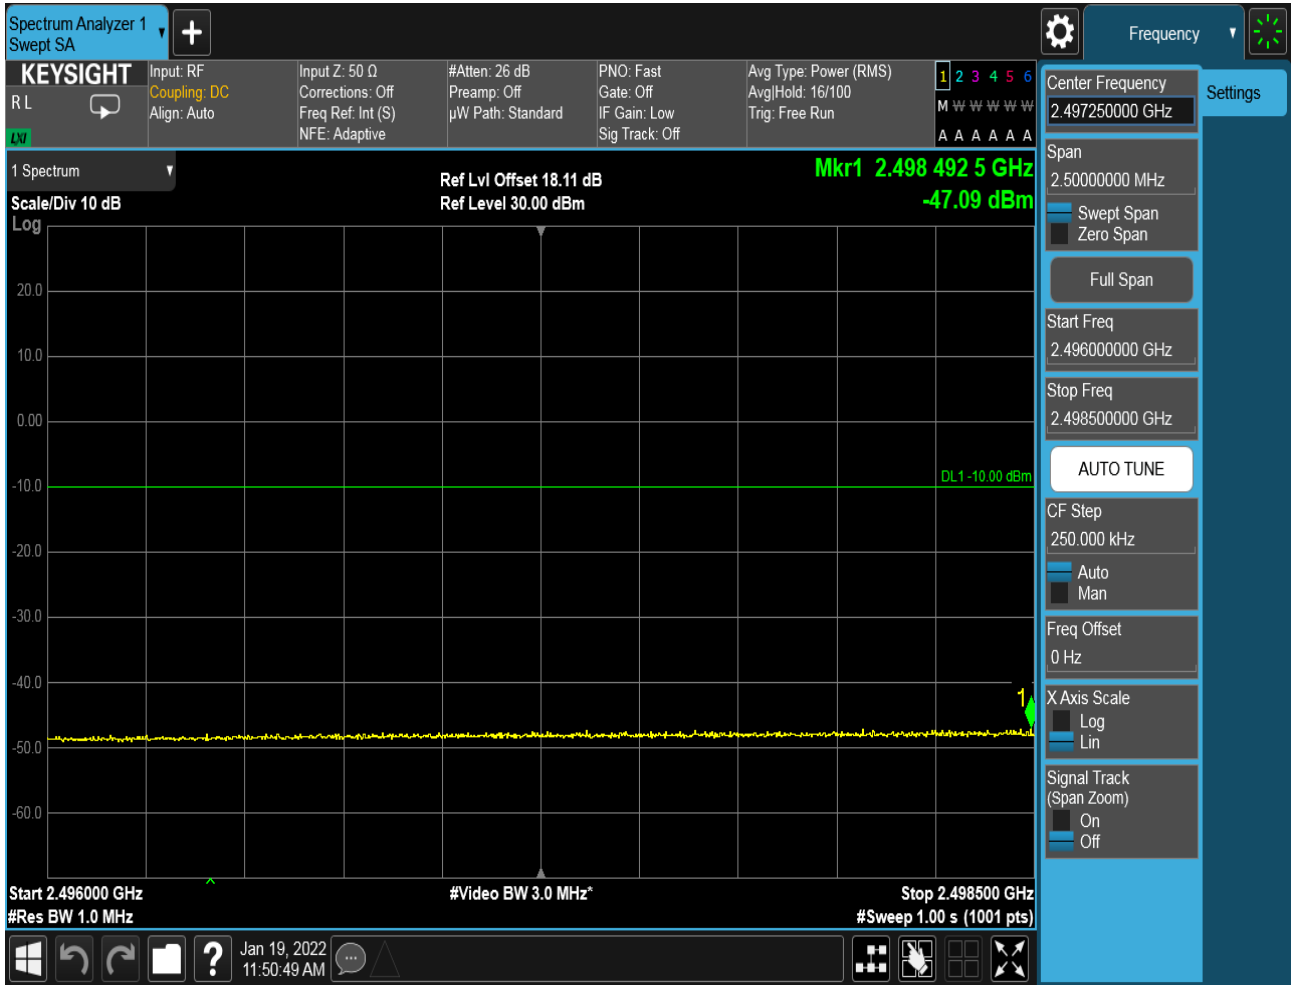 Spectrum Analyzer 1
Swept SA
Frequency
KEYSIGHT
R L
LXI
Input: RF
Coupling: DC
Align: Auto
Input Z: 50 Ω
Corrections: Off
Freq Ref: Int (S)
NFE: Adaptive
#Atten: 26 dB
Preamp: Off
µW Path: Standard
PNO: Fast
Gate: Off
IF Gain: Low
Sig Track: Off
Avg Type: Power (RMS)
Avg|Hold: 16/100
Trig: Free Run
1 2 3 4 5 6
M W W W W W
A A A A A A
1 Spectrum
Scale/Div 10 dB
Log
Ref Lvl Offset 18.11 dB
Ref Level 30.00 dBm
Mkr1 2.498 492 5 GHz
-47.09 dBm
20.0
10.0
0.00
-10.0
-20.0
-30.0
-40.0
-50.0
-60.0
DL1 -10.00 dBm
1
Start 2.496000 GHz
#Res BW 1.0 MHz
#Video BW 3.0 MHz*
Stop 2.498500 GHz
#Sweep 1.00 s (1001 pts)
Center Frequency
2.497250000 GHz
Settings
Span
2.50000000 MHz
Swept Span
Zero Span
Full Span
Start Freq
2.496000000 GHz
Stop Freq
2.498500000 GHz
AUTO TUNE
CF Step
250.000 kHz
Auto
Man
Freq Offset
0 Hz
X Axis Scale
Log
Lin
Signal Track
(Span Zoom)
On
Off
?
Jan 19, 2022
11:50:49 AM